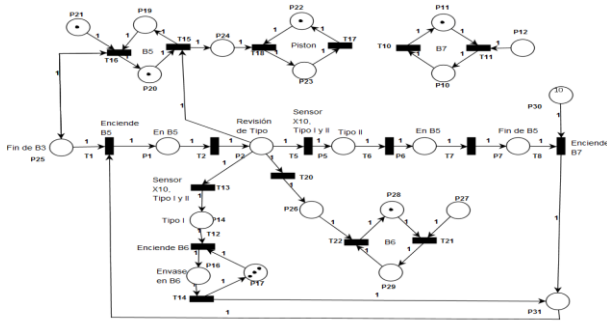 P21
P19
P22
P11
T15
P24
T17
P12
B5
Piston
T10
B7
T16
T18
T11
P20
P23
P10
10
P30
1
Enciende
B5
En B5
Revisión
de Tipo
Sensor
X10,
Tipo I y II
Tipo II
En B5
Fin de B5
Enciende
B7
Fin de B3
P25
T1
P1
T2
P2
T5
P5
T6
P6
T7
P7
T8
Sensor
X10,
Tipo I y II
T13
T20
Tipo I
P14
P26
P28
P27
T12
Enciende B6
T22
B6
T21
P16
Envase
en B6
P17
P29
T14
1
P31
1